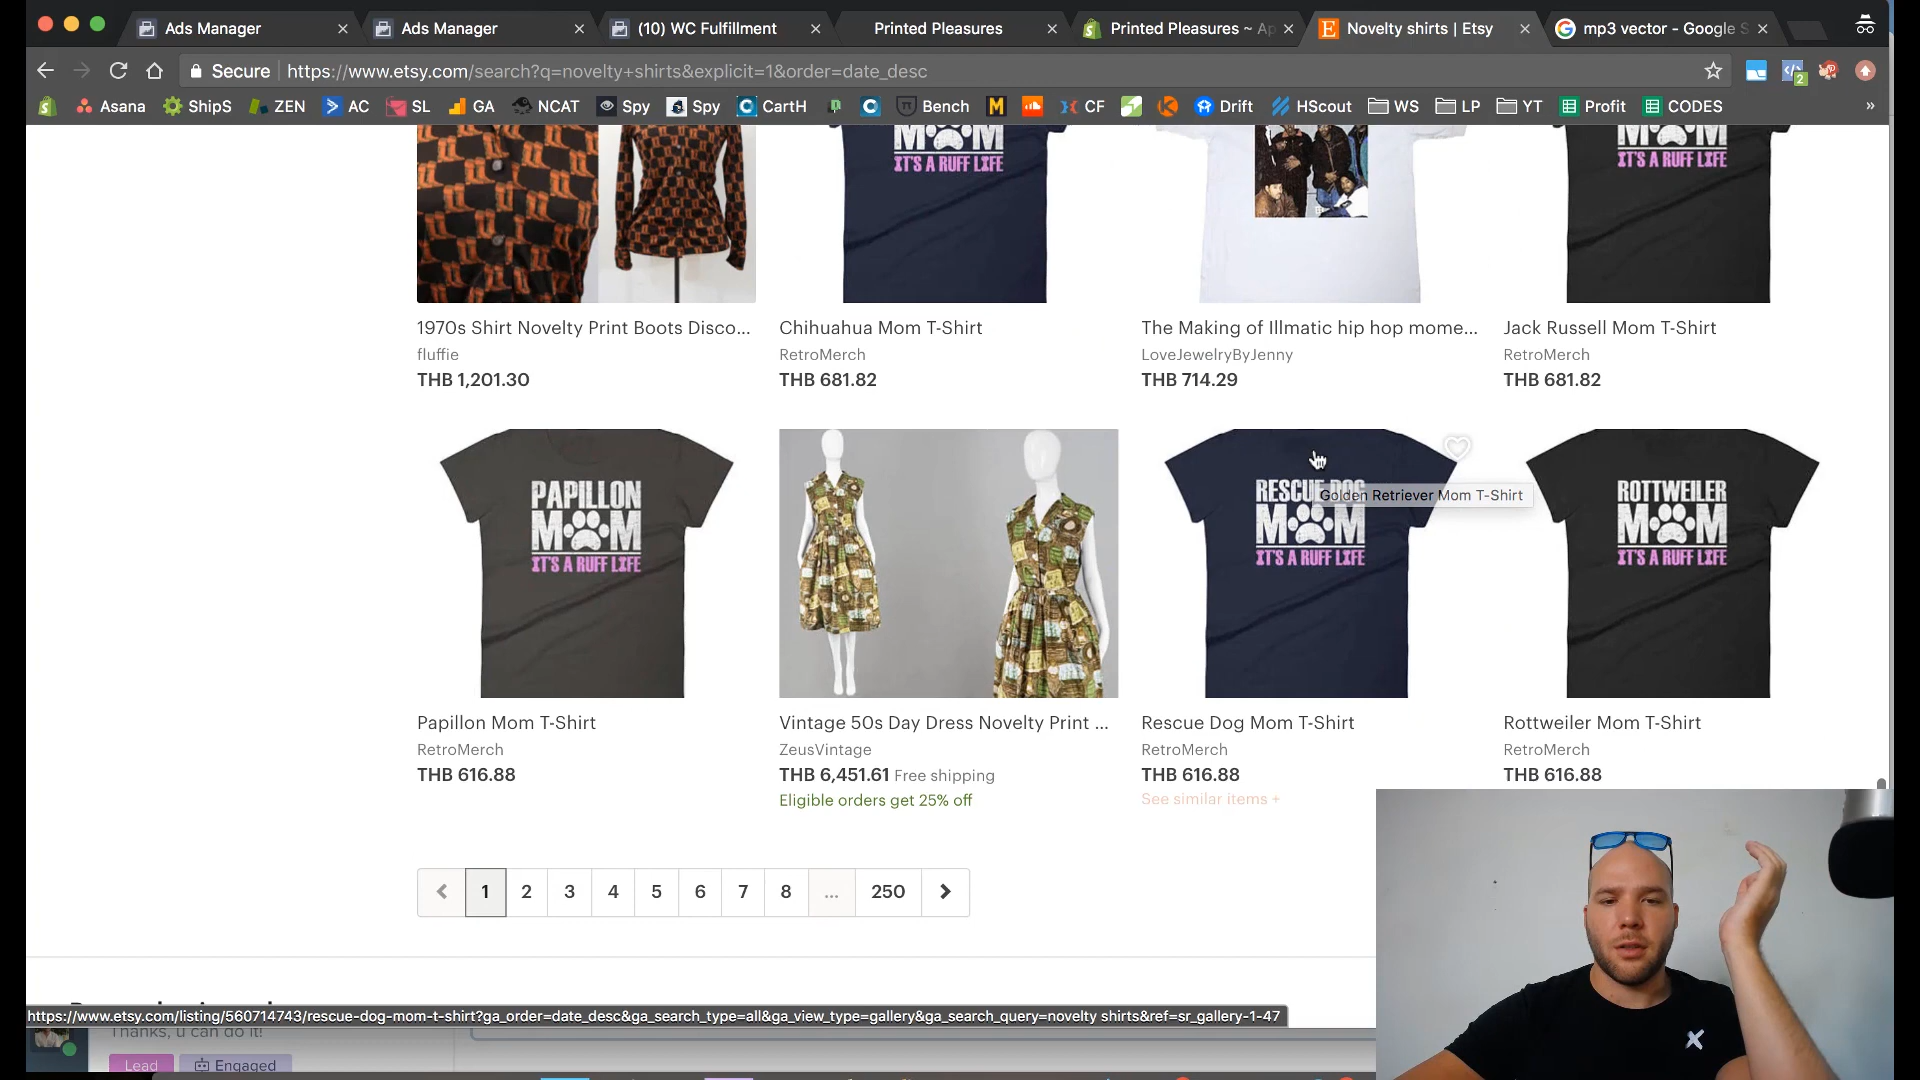 Ads Manager
Ads Manager
(10) WC Fulfillment
Printed Pleasures
Printed Pleasures ~ Ap
Novelty shirts | Etsy
mp3 vector - Google S
Secure https://www.etsy.com/search?q=novelty+shirts&explicit=1&order=date_desc
Asana ShipS ZEN AC SL GA NCAT Spy Spy CartH Bench CF Drift HScout WS LP YT Profit CODES »
2
MOM
IT'S A RUFF LIFE
MOM
IT'S A RUFF LIFE
1970s Shirt Novelty Print Boots Disco...
fluffie
THB 1,201.30
Chihuahua Mom T-Shirt
RetroMerch
THB 681.82
The Making of Illmatic hip hop mome...
LoveJewelryByJenny
THB 714.29
Jack Russell Mom T-Shirt
RetroMerch
THB 681.82
PAPILLON
MOM
IT'S A RUFF LIFE
RESCUE DOG
MOM
IT'S A RUFF LIFE
Golden Retriever Mom T-Shirt
ROTTWEILER
MOM
IT'S A RUFF LIFE
Papillon Mom T-Shirt
RetroMerch
THB 616.88
Vintage 50s Day Dress Novelty Print ...
ZeusVintage
THB 6,451.61 Free shipping
Eligible orders get 25% off
Rescue Dog Mom T-Shirt
RetroMerch
THB 616.88
See similar items +
Rottweiler Mom T-Shirt
RetroMerch
THB 616.88
1 2 3 4 5 6 7 8 ... 250
https://www.etsy.com/listing/560714743/rescue-dog-mom-t-shirt?ga_order=date_desc&ga_search_type=all&ga_view_type=gallery&ga_search_query=novelty shirts&ref=sr_gallery-1-47
Thanks, u can do it!
Lead Engaged